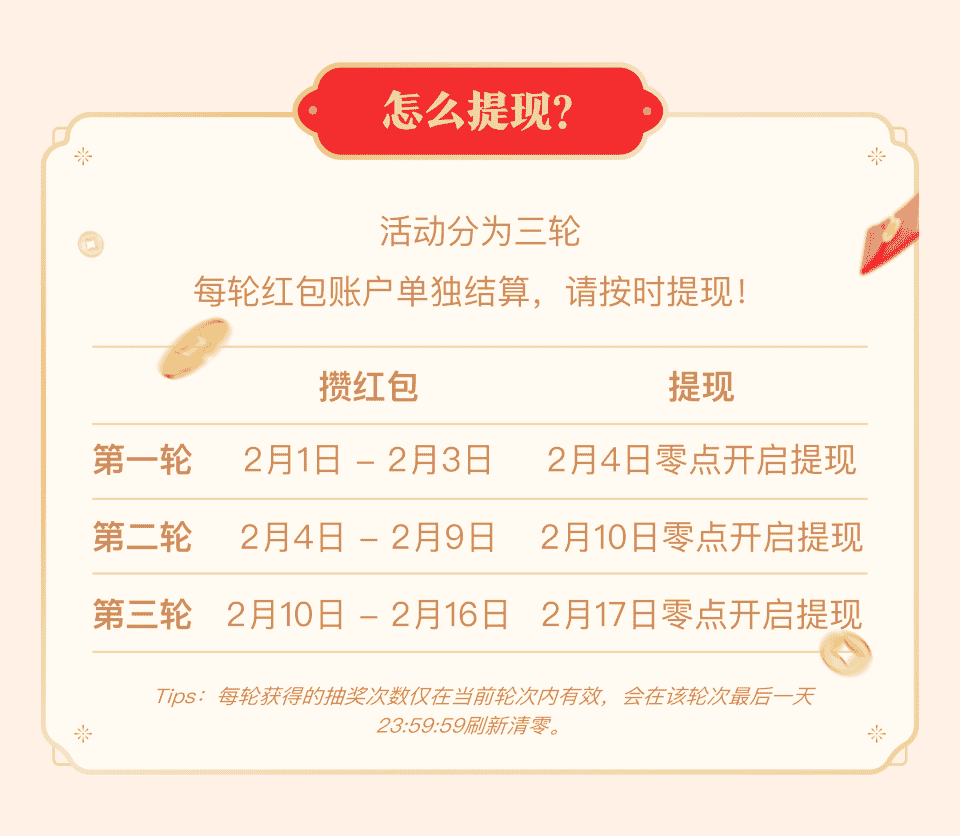 怎么提现?
活动分为三轮
每轮红包账户单独结算，请按时提现！
攒红包 提现
第一轮 2月1日 – 2月3日 2月4日零点开启提现
第二轮 2月4日 – 2月9日 2月10日零点开启提现
第三轮 2月10日 – 2月16日 2月17日零点开启提现
Tips：每轮获得的抽奖次数仅在当前轮次内有效，会在该轮次最后一天
23:59:59刷新清零。